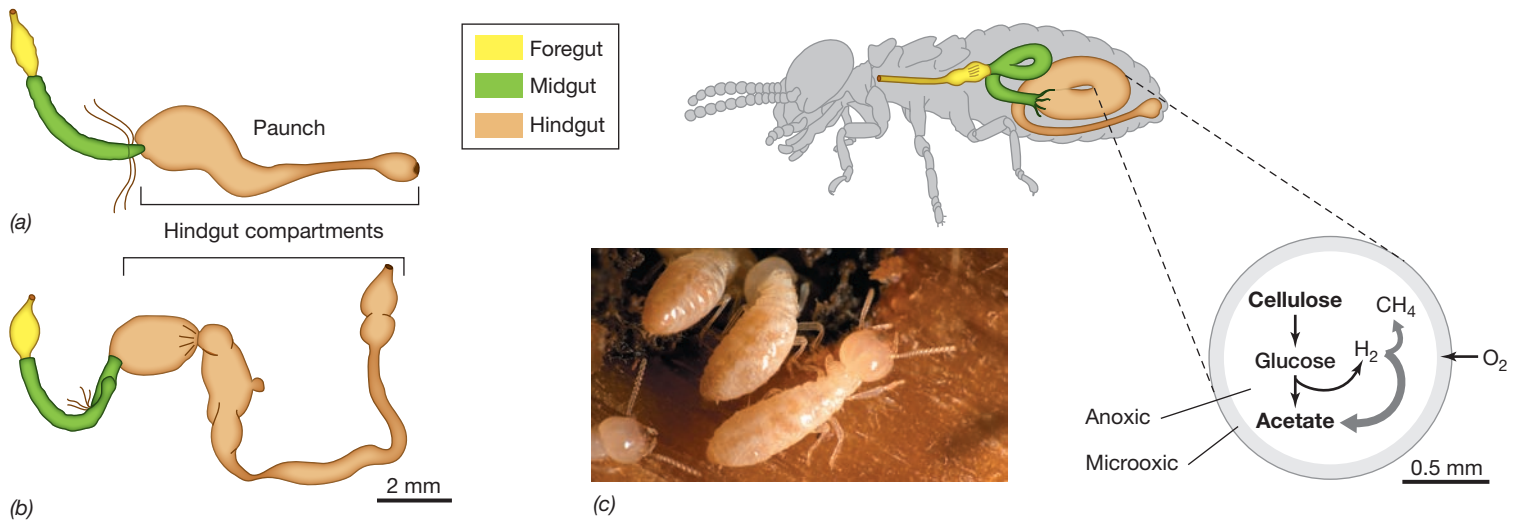 (a)
Paunch
Hindgut compartments
(b)
2 mm
Foregut
Midgut
Hindgut
(c)
Cellulose
CH4
Glucose
H2
O2
Acetate
Anoxic
Microoxic
0.5 mm